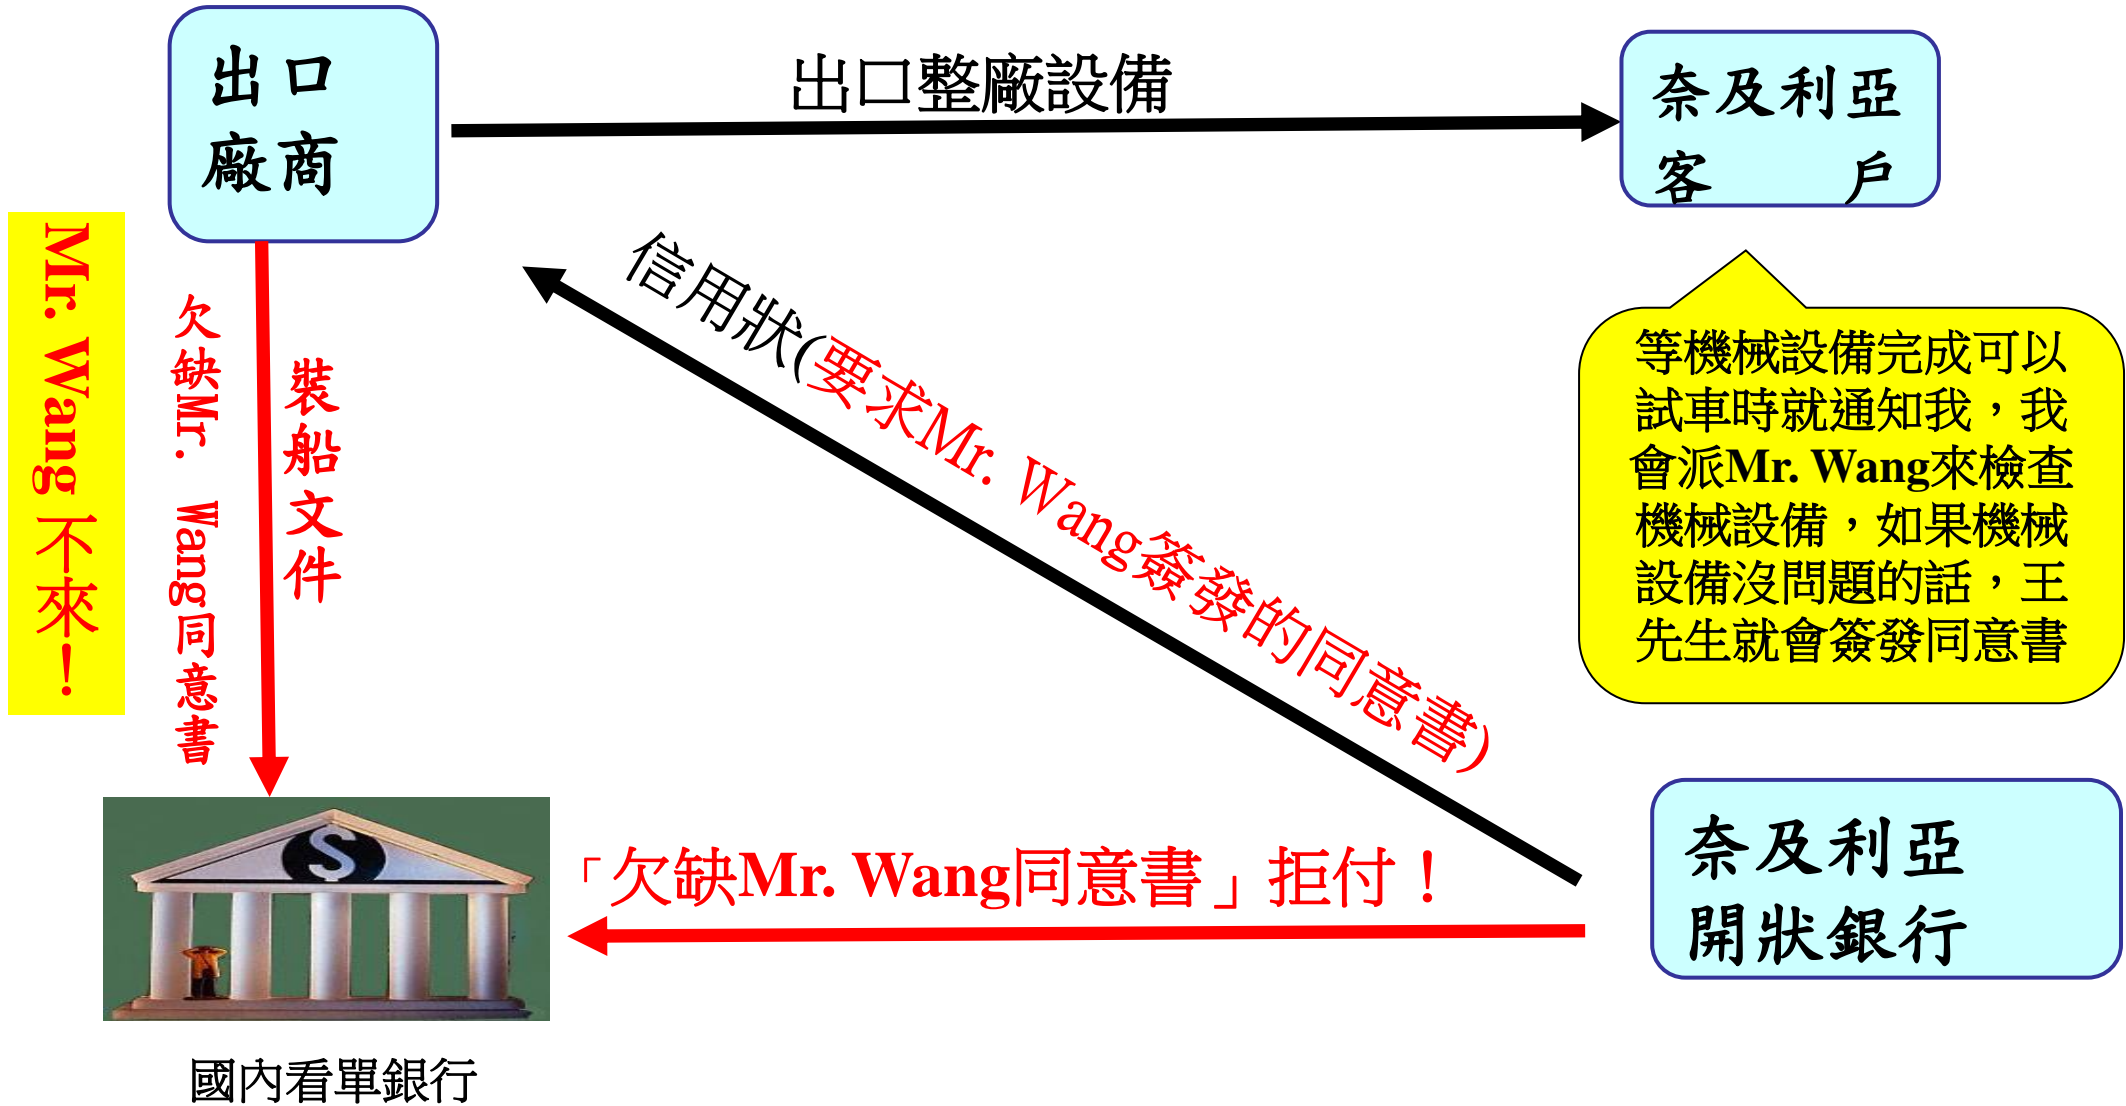 出口
廠商
出口整廠設備
奈及利亞
客 戶
Mr. Wang 不來！
欠缺Mr. Wang同意書
裝船文件
信用狀(要求Mr. Wang簽發的同意書)
等機械設備完成可以
試車時就通知我，我
會派Mr. Wang來檢查
機械設備，如果機械
設備沒問題的話，王
先生就會簽發同意書
「欠缺Mr. Wang同意書」拒付！
奈及利亞
開狀銀行
$
國內看單銀行